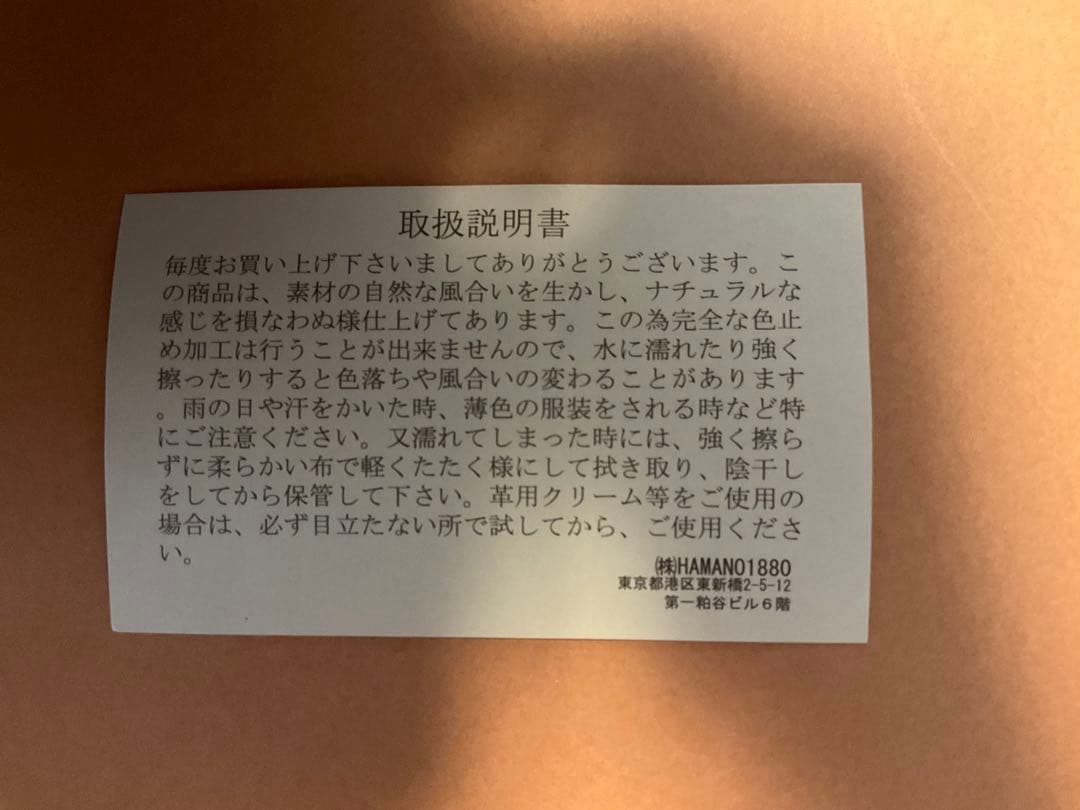 取扱説明書
毎度お買い上げ下さいましてありがとうございます。こ
の商品は、素材の自然な風合いを生かし、ナチュラルな
感じを損なわぬ様仕上げてあります。この為完全な色止
め加工は行うことが出来ませんので、水に濡れたり強く
擦ったりすると色落ちや風合いの変わることがあります
。雨の日や汗をかいた時、薄色の服装をされる時など特
にご注意ください。又濡れてしまった時には、強く擦ら
ずに柔らかい布で軽くたたく様にして拭き取り、陰干し
をしてから保管して下さい。革用クリーム等をご使用の
場合は、必ず目立たない所で試してから、ご使用くださ
い。
㈱HAMANO1880
東京都港区東新橋2-5-12
第一粕谷ビル６階